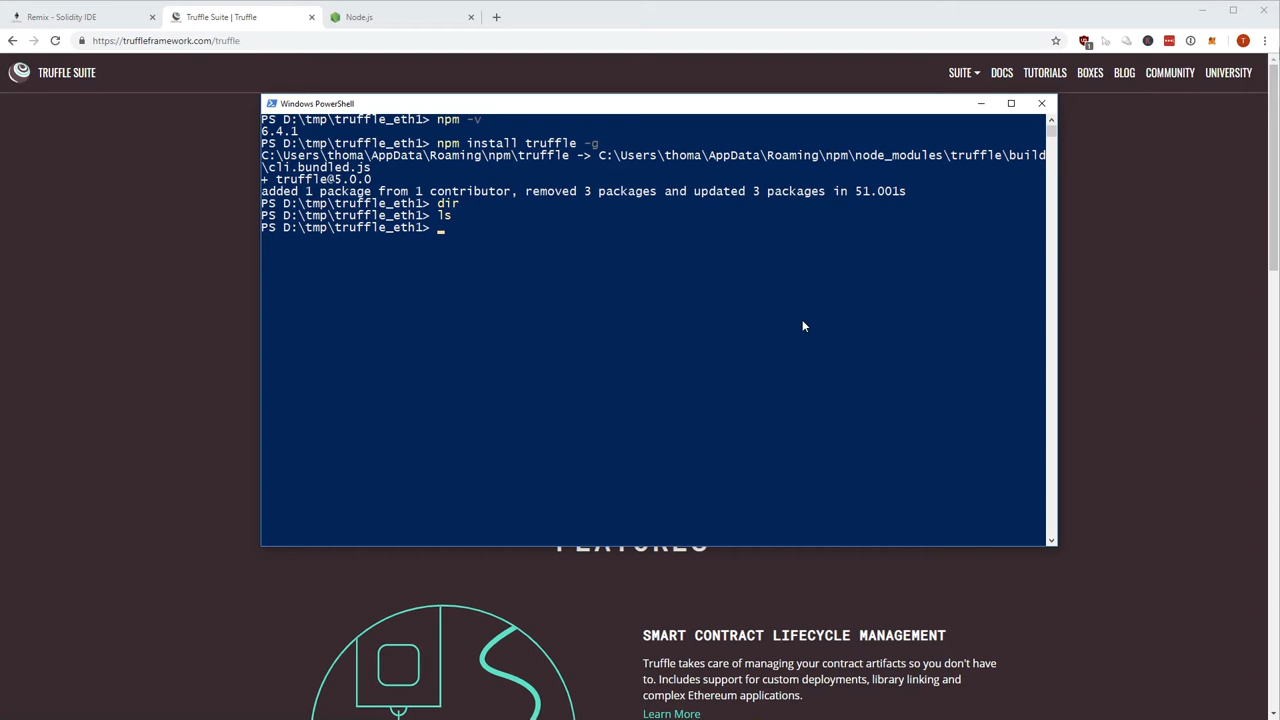 Remix - Solidity IDE
Truffle Suite | Truffle
Node.js
https://truffleframework.com/truffle
1
T
TRUFFLE SUITE
SUITE
DOCS
TUTORIALS
BOXES
BLOG
COMMUNITY
UNIVERSITY
Windows PowerShell
PS D:\tmp\truffle_eth1> npm -v
6.4.1
PS D:\tmp\truffle_eth1> npm install truffle -g
C:\Users\thoma\AppData\Roaming\npm\truffle -> C:\Users\thoma\AppData\Roaming\npm\node_modules\truffle\build
\cli.bundled.js
+ truffle@5.0.0
added 1 package from 1 contributor, removed 3 packages and updated 3 packages in 51.001s
PS D:\tmp\truffle_eth1> dir
PS D:\tmp\truffle_eth1> ls
PS D:\tmp\truffle_eth1>
FEATURES
SMART CONTRACT LIFECYCLE MANAGEMENT
Truffle takes care of managing your contract artifacts so you don't have
to. Includes support for custom deployments, library linking and
complex Ethereum applications.
Learn More